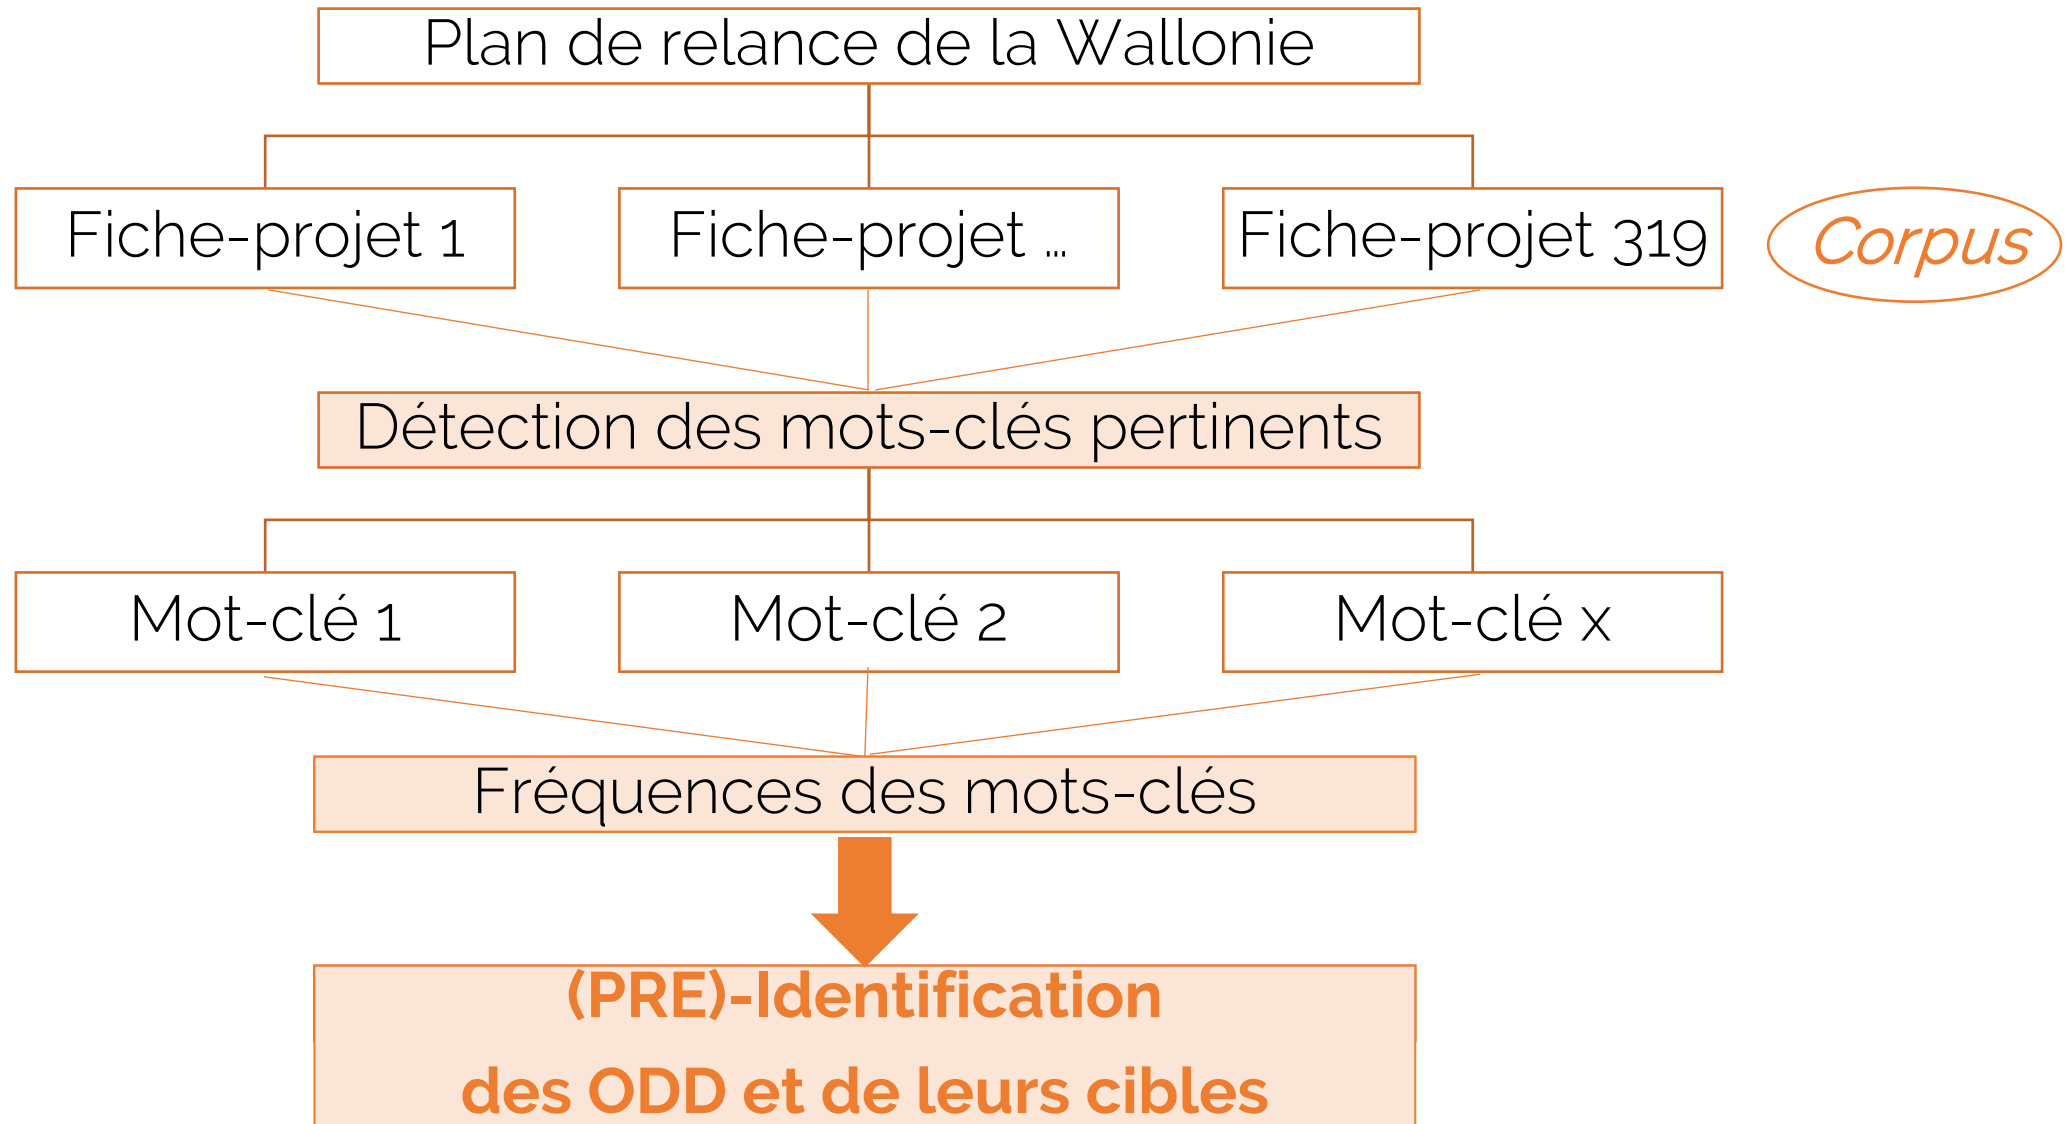 Plan de relance de la Wallonie
Fiche-projet 1
Fiche-projet ...
Fiche-projet 319
Corpus
Détection des mots-clés pertinents
Mot-clé 1
Mot-clé 2
Mot-clé x
Fréquences des mots-clés
(PRE)-Identification
des ODD et de leurs cibles